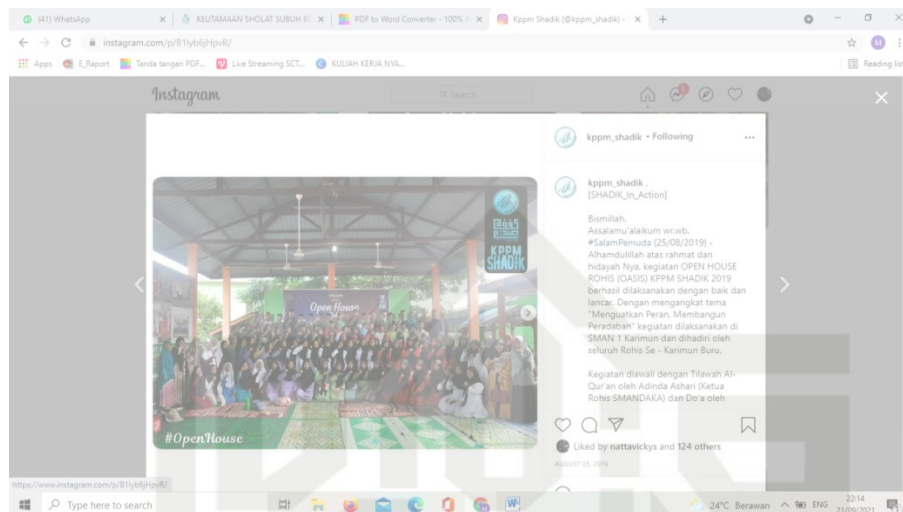 (41) WhatsApp
KEUTAMAAN SHOLAT SUBUH B
PDF to Word Converter - 100%
Kppm Shadik (@kppm_shadik) -
instagram.com/p/B1lyb6jHpvR/
Apps
E_Raport
Tanda tangan PDF...
Live Streaming SCT...
KULIAH KERJA NYA...
Reading list
Instagram
Search
kppm_shadik • Following
kppm_shadik .
[SHADIK_In_Action]
Bismillah.
Assalamu'alaikum wr.wb.
#SalamPemuda (25/08/2019) -
Alhamdulillah atas rahmat dan
hidayah Nya, kegiatan OPEN HOUSE
ROHIS (OASIS) KPPM SHADIK 2019
berhasil dilaksanakan dengan baik dan
lancar. Dengan mengangkat tema
"Menguatkan Peran, Membangun
Peradaban" kegiatan dilaksanakan di
SMAN 1 Karimun dan dihadiri oleh
seluruh Rohis Se - Karimun Buru.
Kegiatan diawali dengan Tilawah Al-
Qur'an oleh Adinda Ashari (Ketua
Rohis SMANDAKA) dan Do'a oleh
KPPM
SHADIK
Open House
#OpenHouse
Liked by nattavickys and 124 others
AUGUST 25, 2019
https://www.instagram.com/p/B1lyb6jHpvR/
Type here to search
24°C Berawan
ENG
22:14
23/09/2021